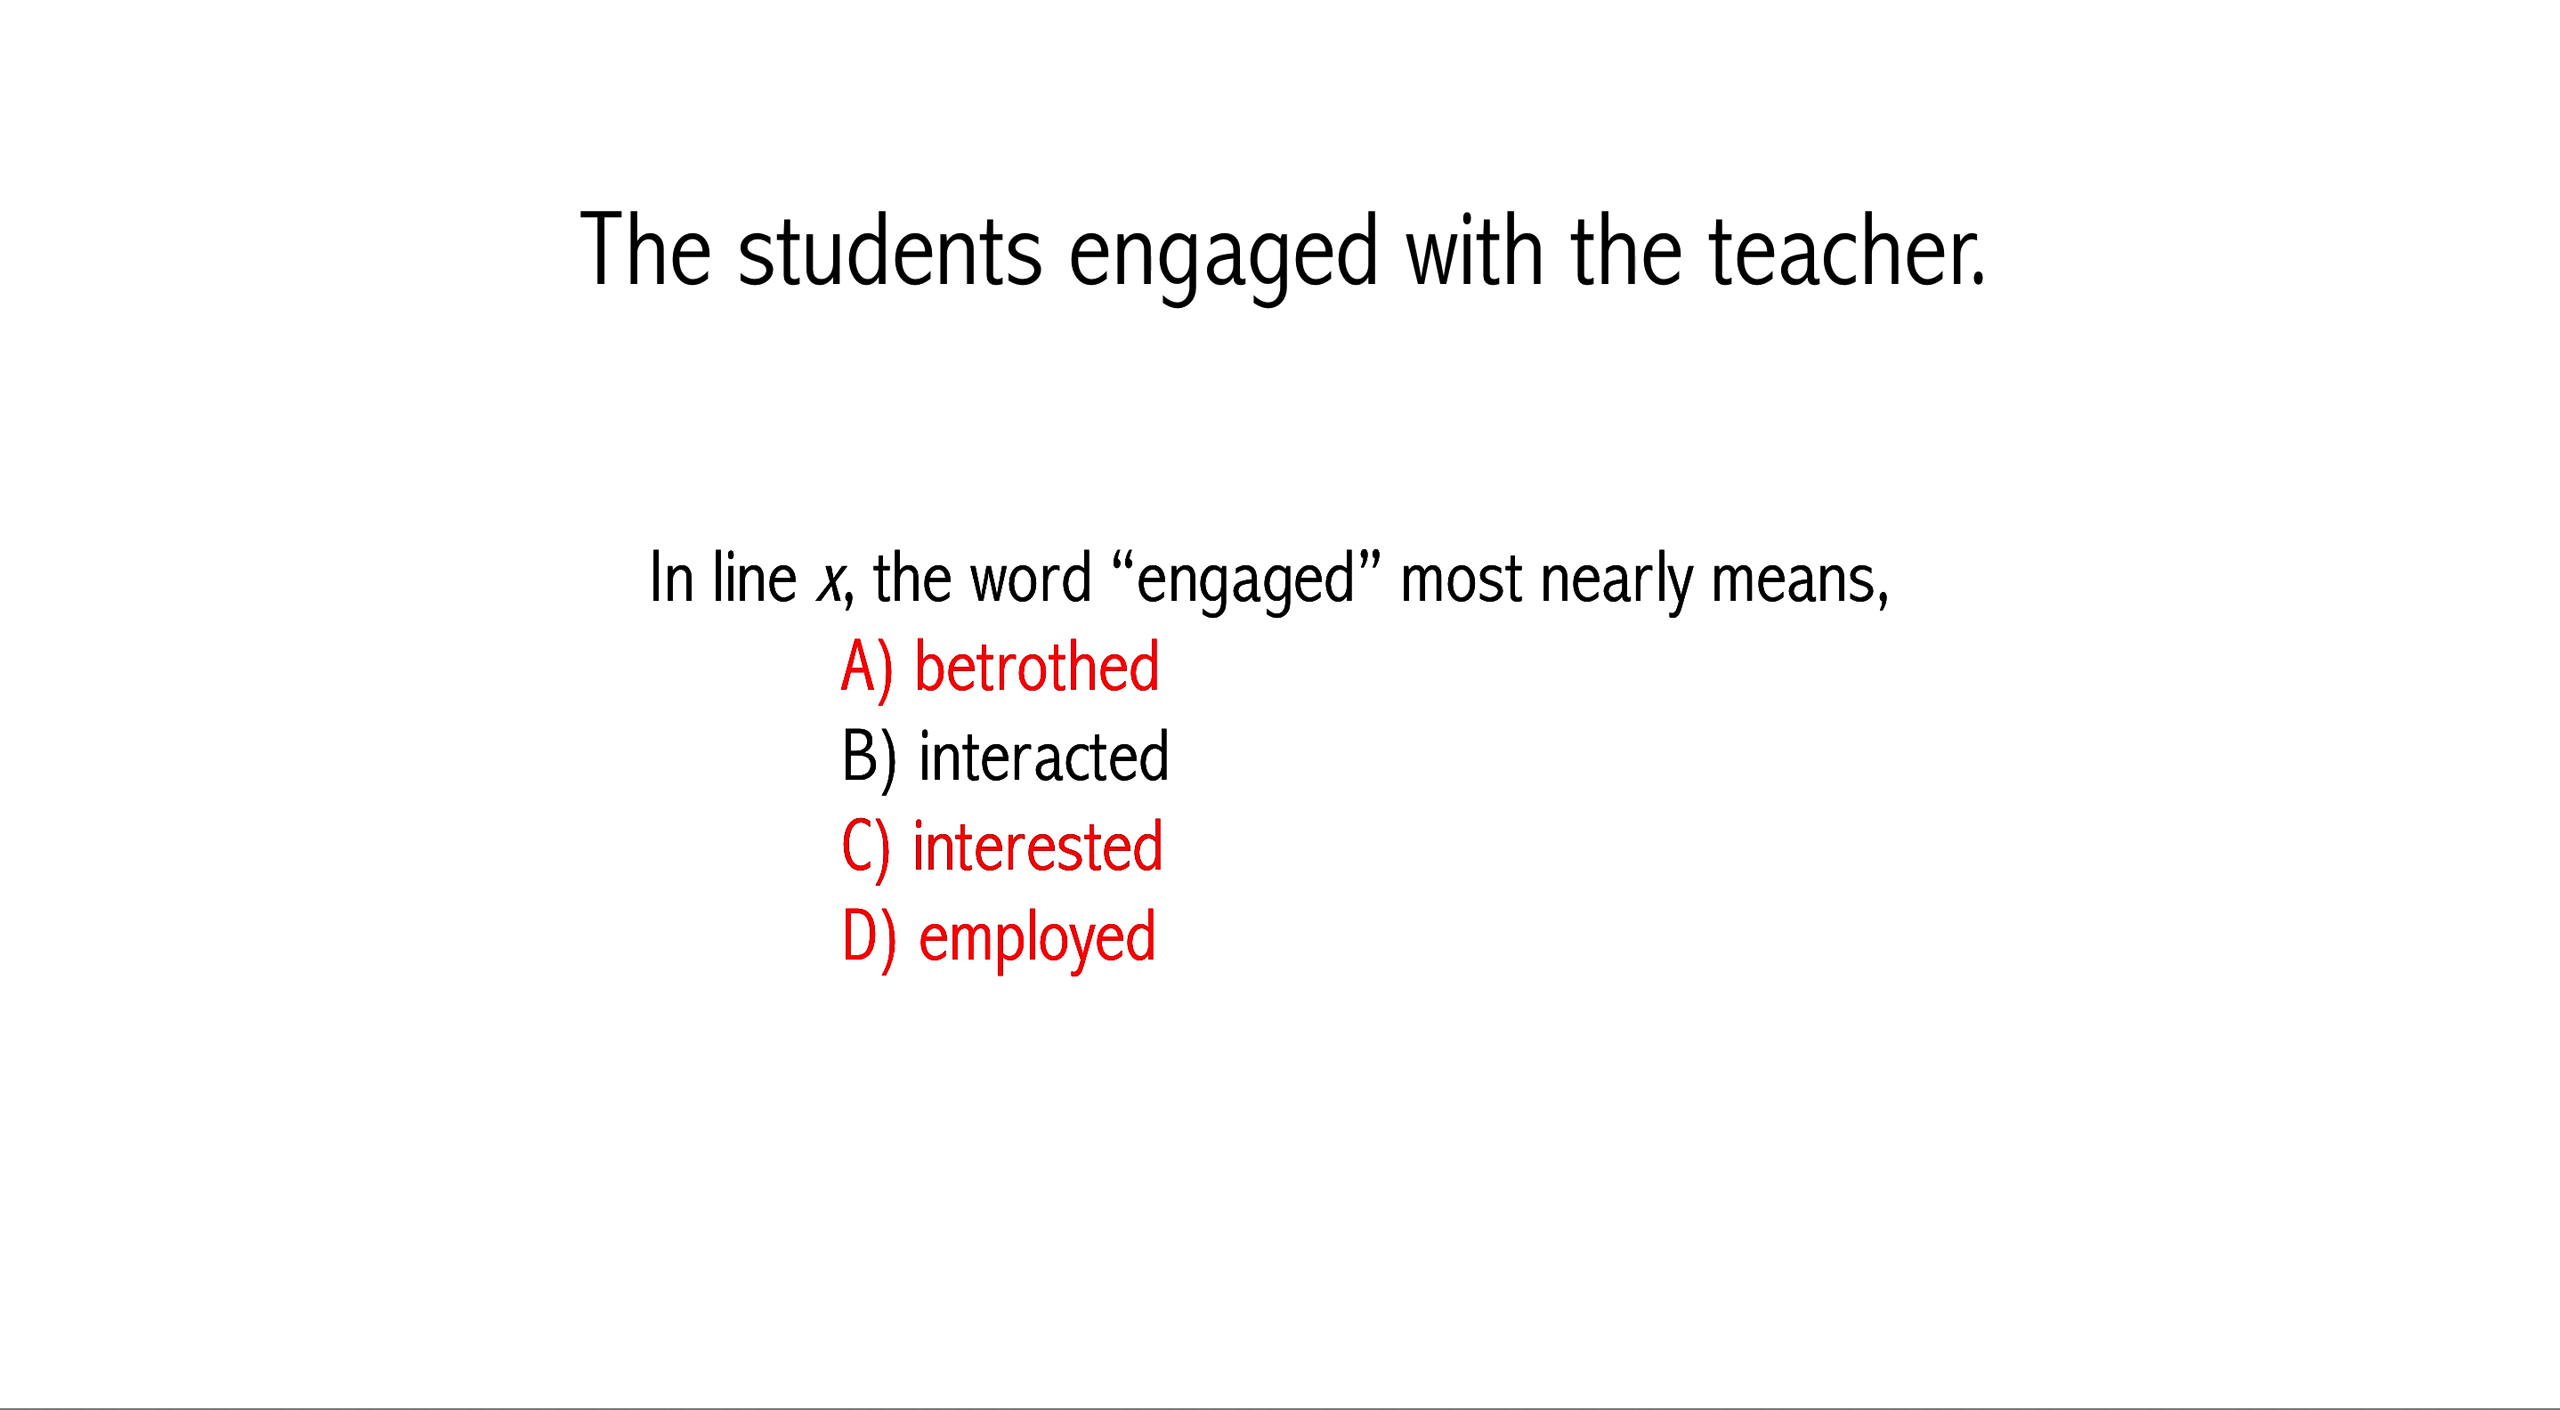 The students engaged with the teacher.
In line x, the word “engaged” most nearly means,
A) betrothed
B) interacted
C) interested
D) employed